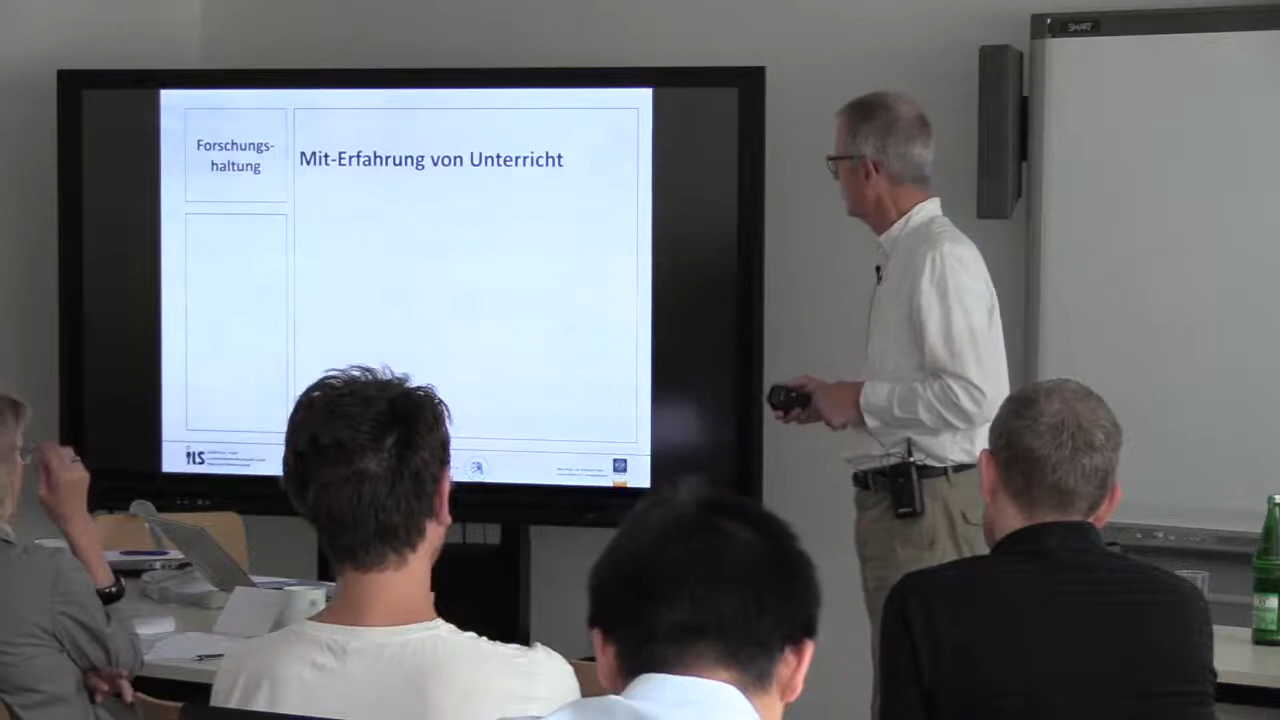 SMART
Forschungs-
haltung
Mit-Erfahrung von Unterricht
iLS